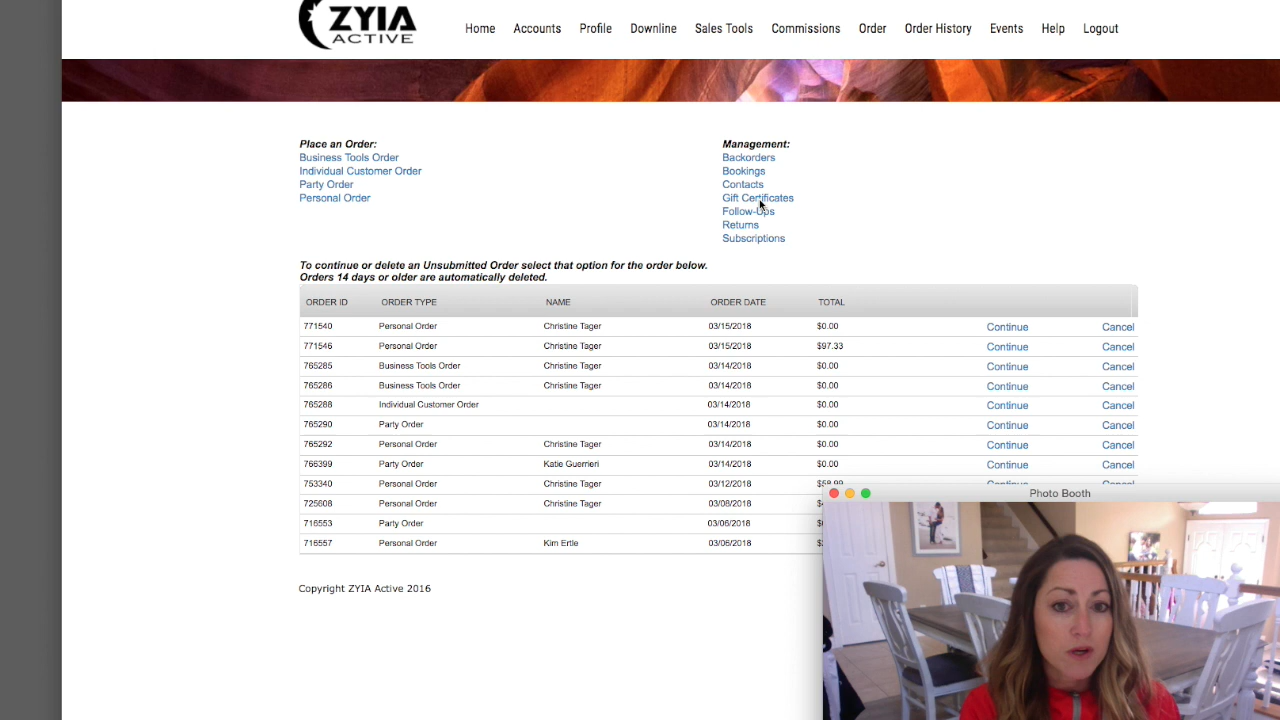 ZYIA
ACTIVE
Home Accounts Profile Downline Sales Tools Commissions Order Order History Events Help Logout
Place an Order:
Business Tools Order
Individual Customer Order
Party Order
Personal Order
Management:
Backorders
Bookings
Contacts
Gift Certificates
Follow-Ups
Returns
Subscriptions
To continue or delete an Unsubmitted Order select that option for the order below.
Orders 14 days or older are automatically deleted.
ORDER ID ORDER TYPE NAME ORDER DATE TOTAL
771540 Personal Order Christine Tager 03/15/2018 $0.00 Continue Cancel
771546 Personal Order Christine Tager 03/15/2018 $97.33 Continue Cancel
765285 Business Tools Order Christine Tager 03/14/2018 $0.00 Continue Cancel
765286 Business Tools Order Christine Tager 03/14/2018 $0.00 Continue Cancel
765288 Individual Customer Order 03/14/2018 $0.00 Continue Cancel
765290 Party Order 03/14/2018 $0.00 Continue Cancel
765292 Personal Order Christine Tager 03/14/2018 $0.00 Continue Cancel
766399 Party Order Katie Guerrieri 03/14/2018 $0.00 Continue Cancel
753340 Personal Order Christine Tager 03/12/2018 $58.99 Continue Cancel
725608 Personal Order Christine Tager 03/08/2018
716553 Party Order 03/06/2018
716557 Personal Order Kim Ertle 03/06/2018
Photo Booth
Copyright ZYIA Active 2016